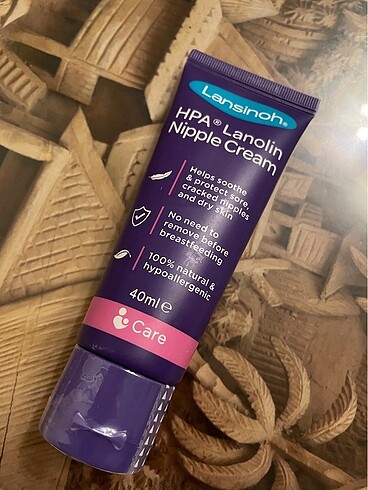 Lansinoh®
HPA® Lanolin
Nipple Cream
Helps soothe
& protect sore,
cracked nipples
and dry skin
No need to
remove before
breastfeeding
100% natural &
hypoallergenic
40ml ℮
Care